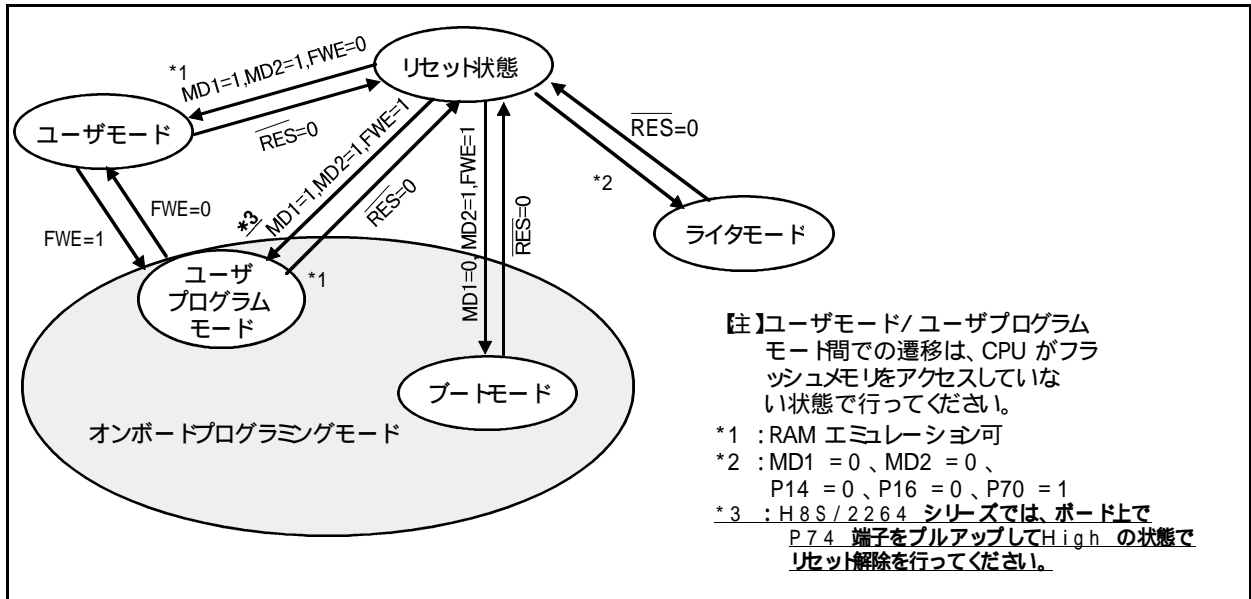 リセット状態
*1
MD1=1,MD2=1,FWE=0
RES=0
ユーザモード
*3 MD1=1,MD2=1,FWE=1
RES=0
MD1=0,MD2=1,FWE=1
RES=0
RES=0
*2
ライタモード
FWE=0
FWE=1
ユーザ
プログラム
モード
*1
ブートモード
オンボードプログラミングモード
【注】ユーザモード/ユーザプログラム
モード間での遷移は、CPU がフラ
ッシュメモリをアクセスしていな
い状態で行ってください。
*1 :RAM エミュレーション可
*2 :MD1 =0、MD2 =0、
P14 =0、P16 =0、P70 =1
*3 :H8S/2264 シリーズでは、ボード上で
P74 端子をプルアップしてHigh の状態で
リセット解除を行ってください。